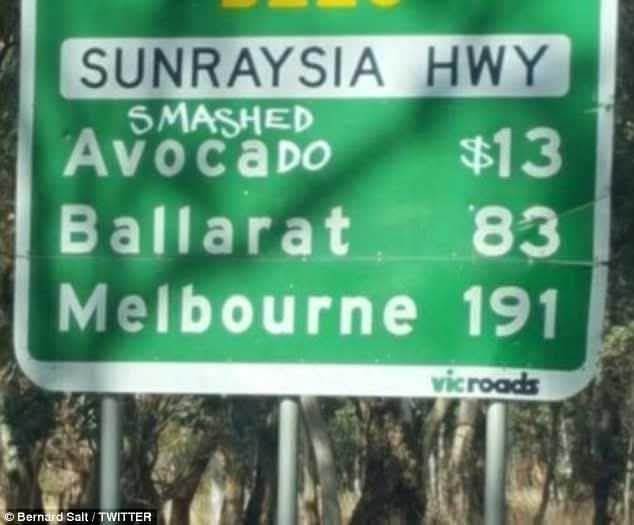 SUNRAYSIA HWY
SMASHED
AvocaDO $13
Ballarat 83
Melbourne 191
vicroads
© Bernard Salt / TWITTER